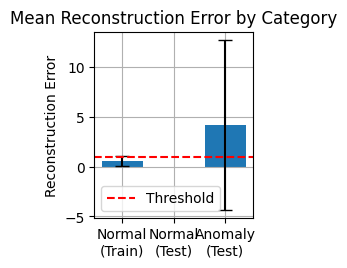 Mean Reconstruction Error by Category
Reconstruction Error
10
5
0
−5
Threshold
Normal Normal Anomaly
(Train) (Test) (Test)